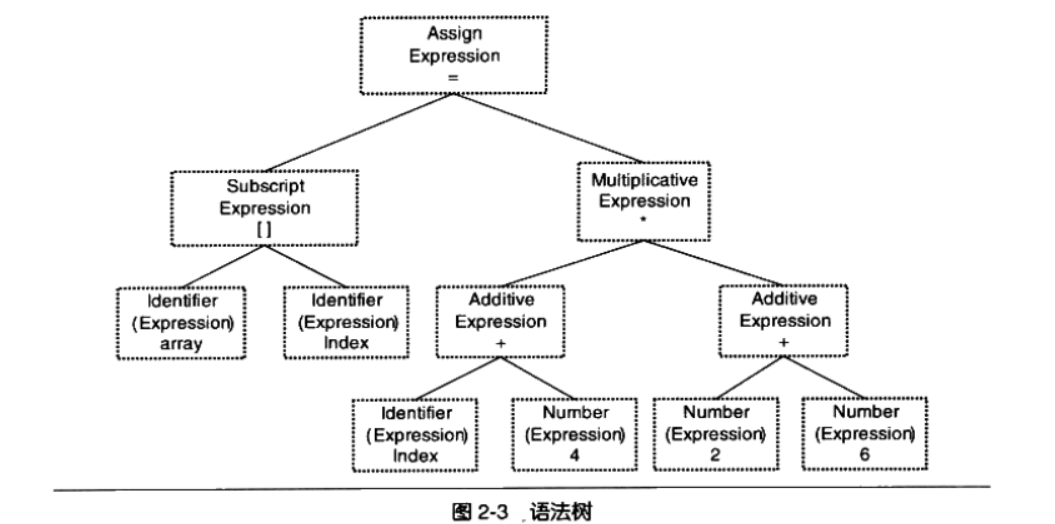 Assign
Expression
=
Subscript
Expression
[ ]
Multiplicative
Expression
*
Identifier
(Expression)
array
Identifier
(Expression)
Index
Additive
Expression
+
Additive
Expression
+
Identifier
(Expression)
Index
Number
(Expression)
4
Number
(Expression)
2
Number
(Expression)
6
图 2-3 语法树